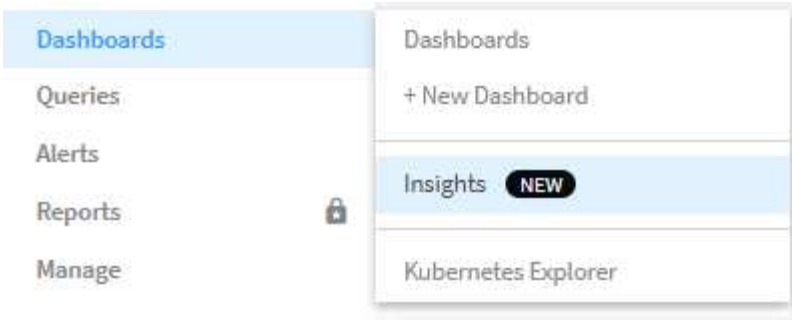 Dashboards
Queries
Alerts
Reports
Manage
Dashboards
+ New Dashboard
Insights NEW
Kubernetes Explorer